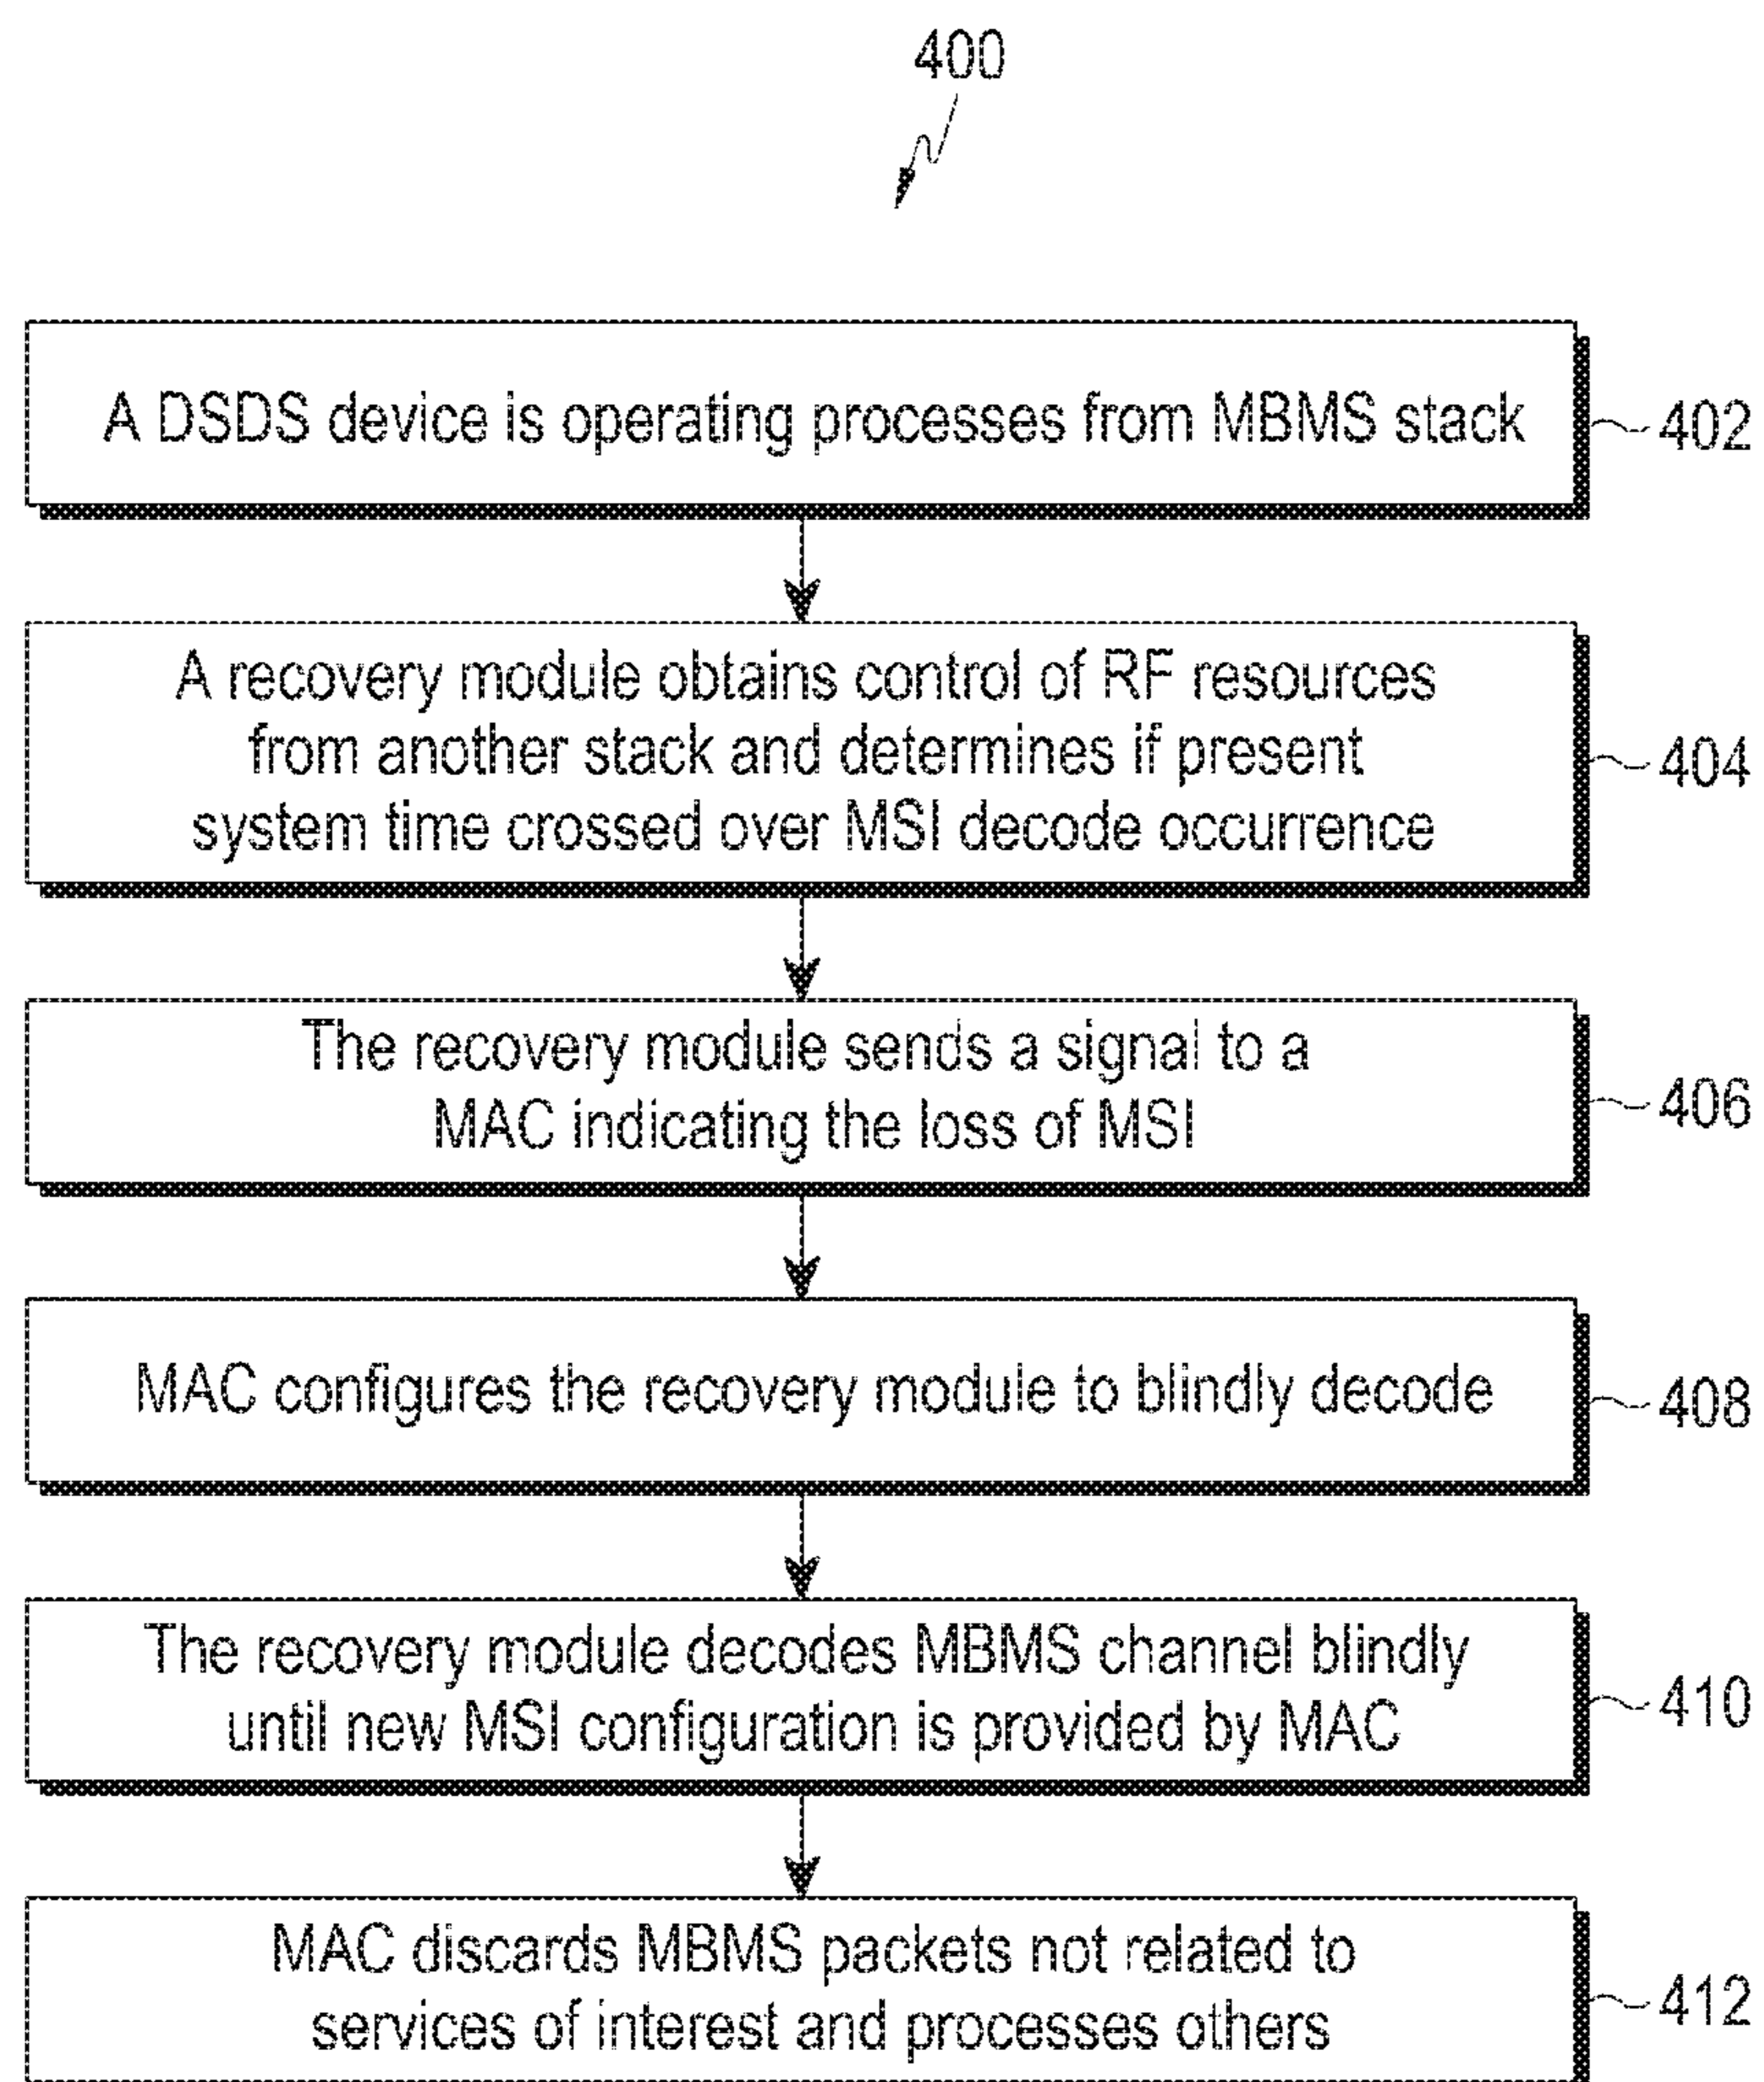 400
A DSDS device is operating processes from MBMS stack
402
A recovery module obtains control of RF resources
from another stack and determines if present
system time crossed over MSI decode occurrence
404
The recovery module sends a signal to a
MAC indicating the loss of MSI
406
MAC configures the recovery module to blindly decode
408
The recovery module decodes MBMS channel blindly
until new MSI configuration is provided by MAC
410
MAC discards MBMS packets not related to
services of interest and processes others
412